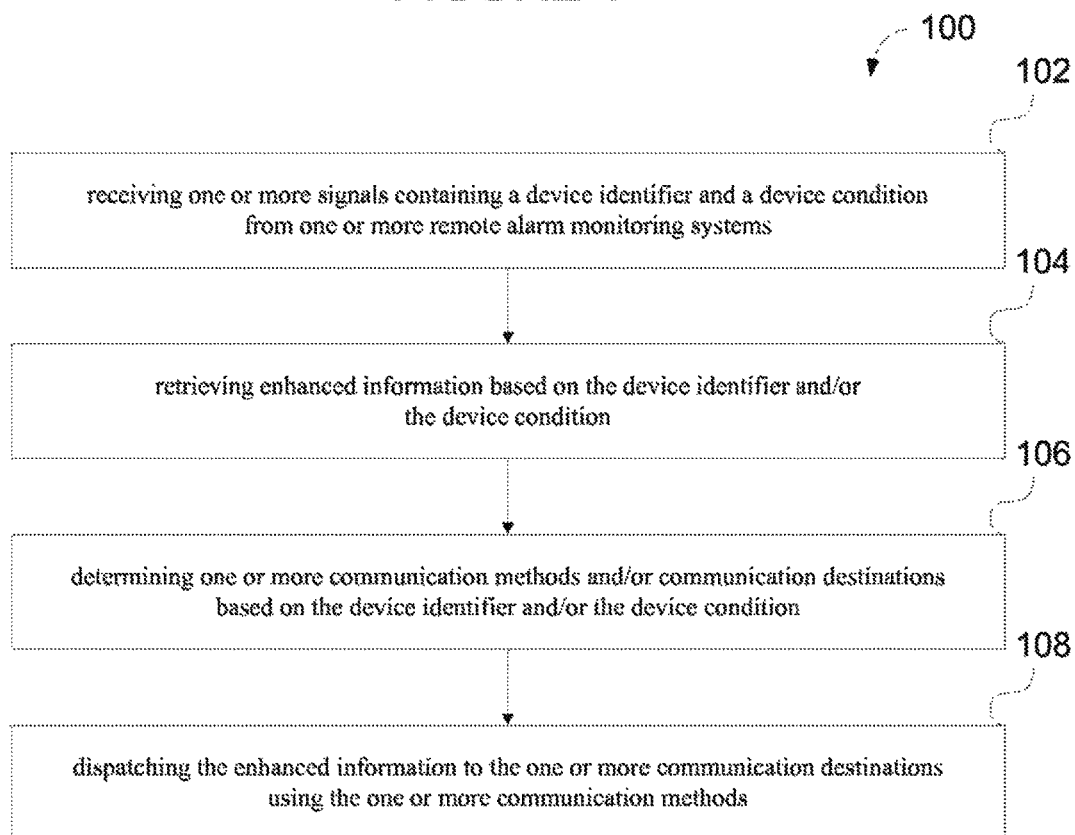 100
102
receiving one or more signals containing a device identifier and a device condition
from one or more remote alarm monitoring systems
104
retrieving enhanced information based on the device identifier and/or
the device condition
106
determining one or more communication methods and/or communication destinations
based on the device identifier and/or the device condition
108
dispatching the enhanced information to the one or more communication destinations
using the one or more communication methods